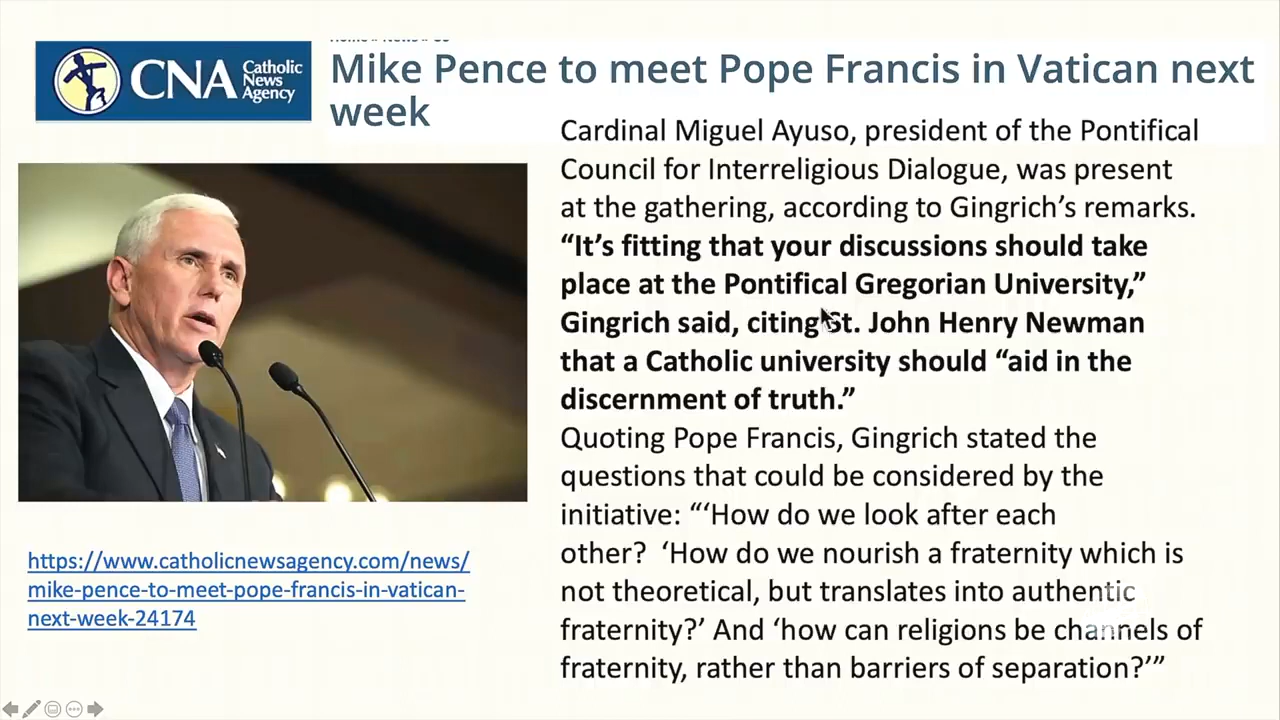 CNA Catholic
News
Agency
Mike Pence to meet Pope Francis in Vatican next
week
Cardinal Miguel Ayuso, president of the Pontifical
Council for Interreligious Dialogue, was present
at the gathering, according to Gingrich’s remarks.
“It’s fitting that your discussions should take
place at the Pontifical Gregorian University,”
Gingrich said, citing St. John Henry Newman
that a Catholic university should “aid in the
discernment of truth.”
Quoting Pope Francis, Gingrich stated the
questions that could be considered by the
initiative: “‘How do we look after each
other?  ‘How do we nourish a fraternity which is
not theoretical, but translates into authentic
fraternity?’ And ‘how can religions be channels of
fraternity, rather than barriers of separation?’”
https://www.catholicnewsagency.com/news/
mike-pence-to-meet-pope-francis-in-vatican-
next-week-24174